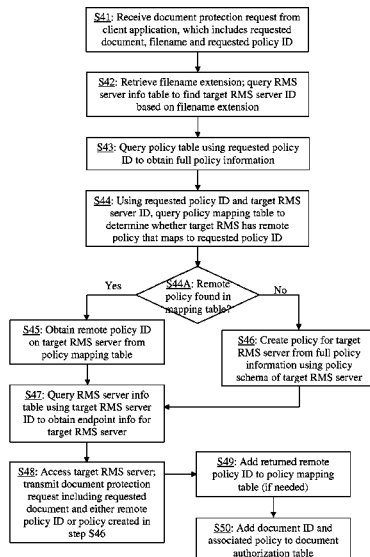 S41: Receive document protection request from
client application, which includes requested
document, filename and requested policy ID
S42: Retrieve filename extension; query RMS
server info table to find target RMS server ID
based on filename extension
S43: Query policy table using requested policy
ID to obtain full policy information
S44: Using requested policy ID and target RMS
server ID, query policy mapping table to
determine whether target RMS has remote
policy that maps to requested policy ID
S44A: Remote
policy found in
mapping table?
Yes
No
S45: Obtain remote policy ID
on target RMS server from
policy mapping table
S46: Create policy for target
RMS server from full policy
information using policy
schema of target RMS server
S47: Query RMS server info
table using target RMS server
ID to obtain endpoint info for
target RMS server
S48: Access target RMS server;
transmit document protection
request including requested
document and either remote
policy ID or policy created in
step S46
S49: Add returned remote
policy ID to policy mapping
table (if needed)
S50: Add document ID and
associated policy to document
authorization table